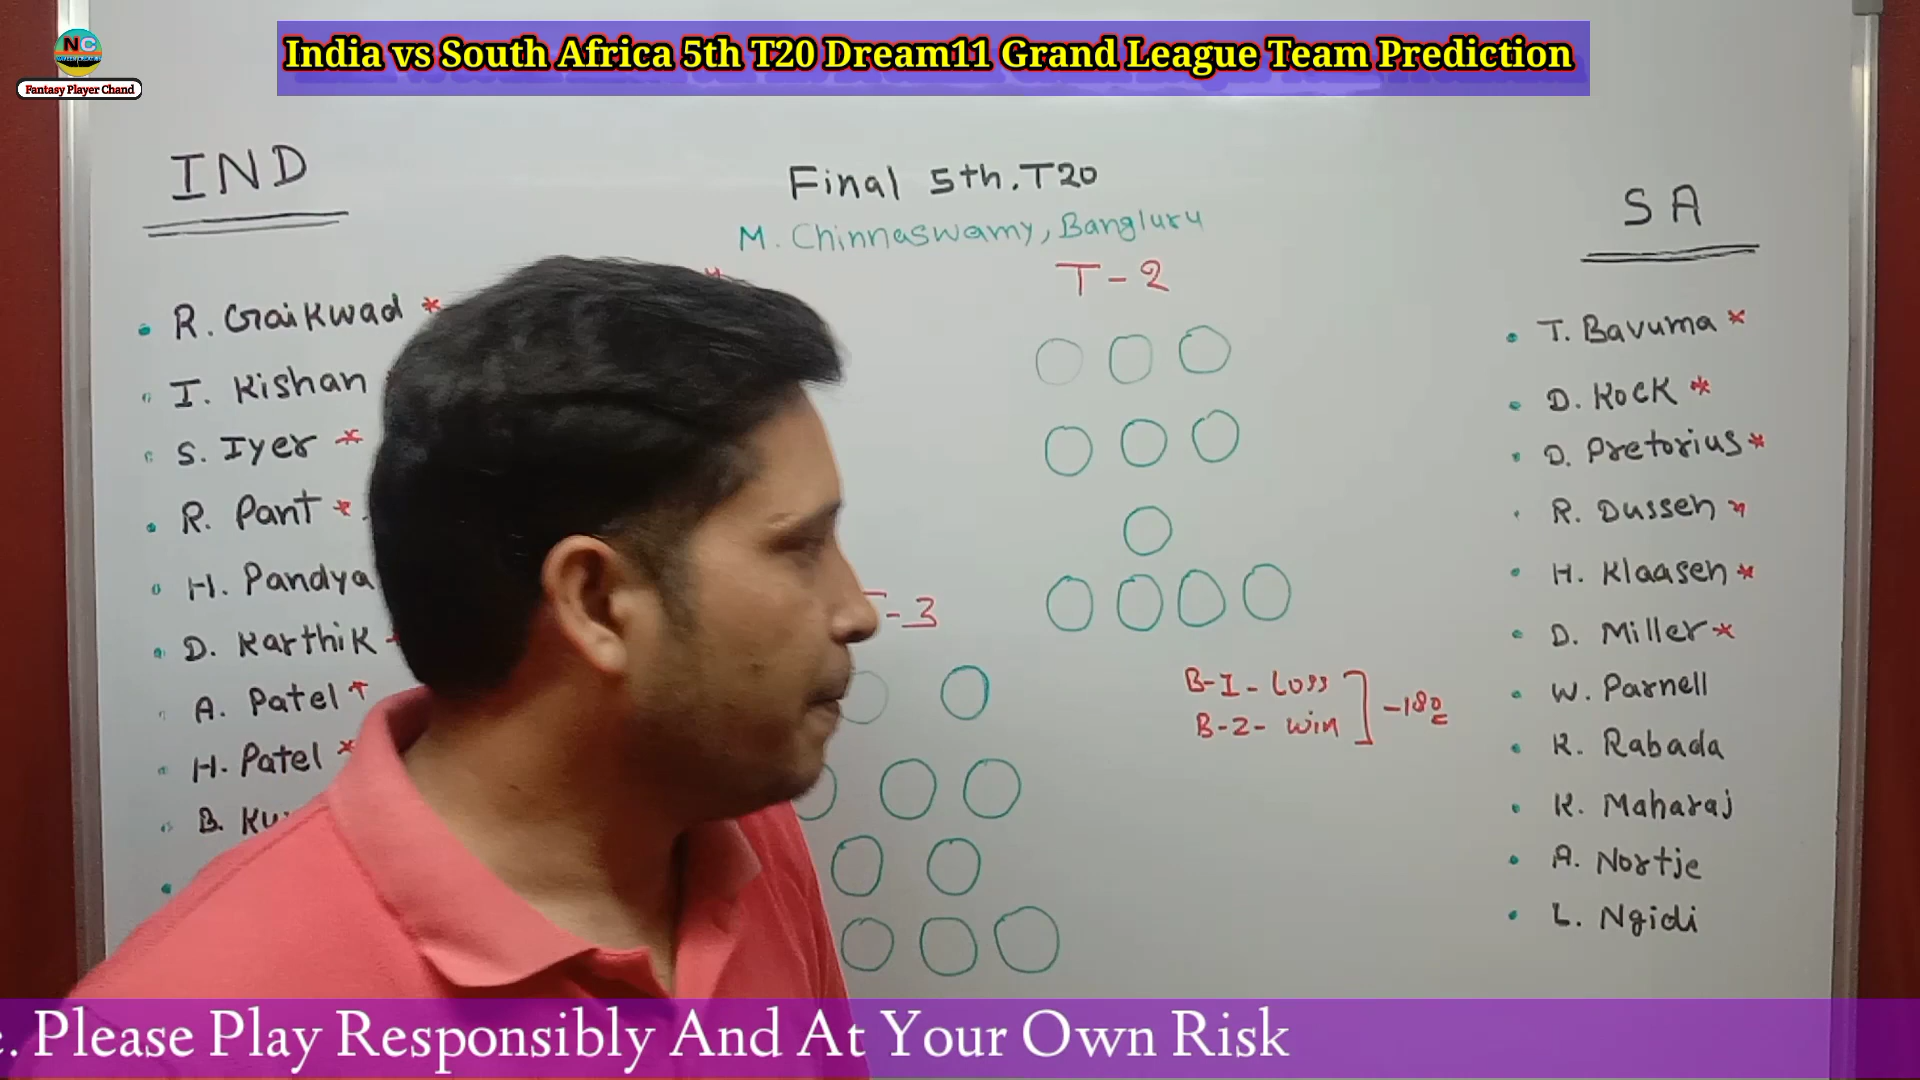 India vs South Africa 5th T20 Dream11 Grand League Team Prediction
NC
Fantasy Player Chand
IND
Final 5th. T20
M. Chinnaswamy, Bangluru
SA
T-2
R. Gaikwad *
I. Kishan
S. Iyer *
R. Pant *
H. Pandya
D. Karthik
A. Patel *
H. Patel *
B. Ku
T-3
B-1- Loss
B-2- win
-180
T. Bavuma *
D. Kock *
D. Pretorius *
R. Dussen *
H. Klaasen *
D. Miller *
W. Parnell
K. Rabada
K. Maharaj
A. Nortje
L. Ngidi
. Please Play Responsibly And At Your Own Risk